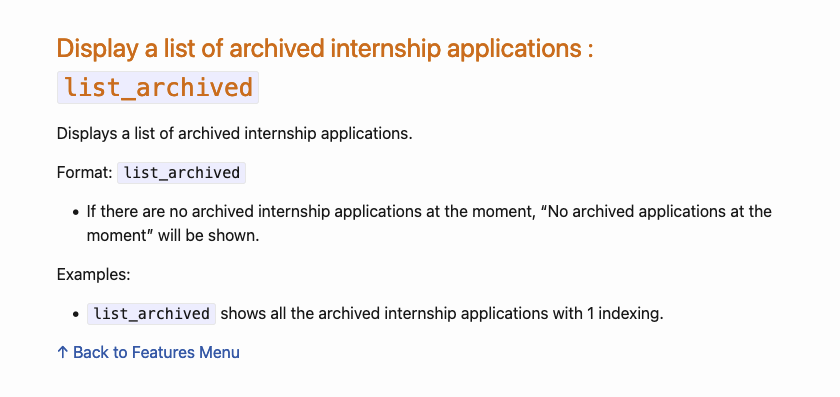 Display a list of archived internship applications :
list_archived
Displays a list of archived internship applications.
Format: list_archived
• If there are no archived internship applications at the moment, “No archived applications at the
moment” will be shown.
Examples:
• list_archived shows all the archived internship applications with 1 indexing.
↑ Back to Features Menu